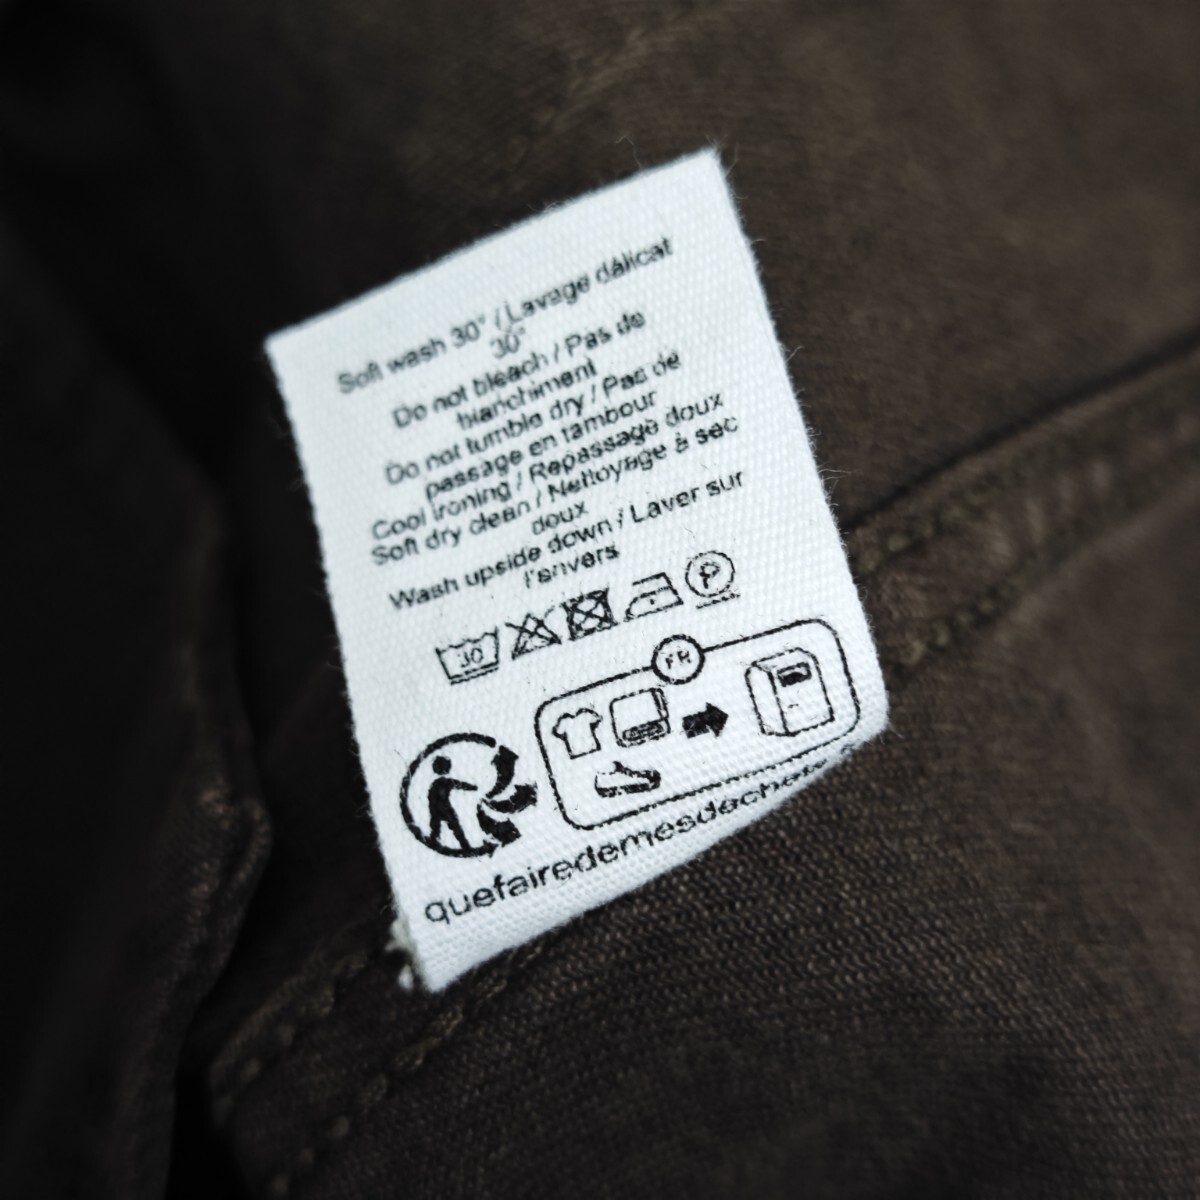 Soft wash 30° / Lavage délicat
30°
Do not bleach / Pas de
blanchiment
Do not tumble dry / Pas de
passage en tambour
Cool ironing / Repassage doux
Soft dry clean / Nettoyage à sec
doux
Wash upside down / Laver sur
l'envers
30
P
FR
quefairedemesdechets